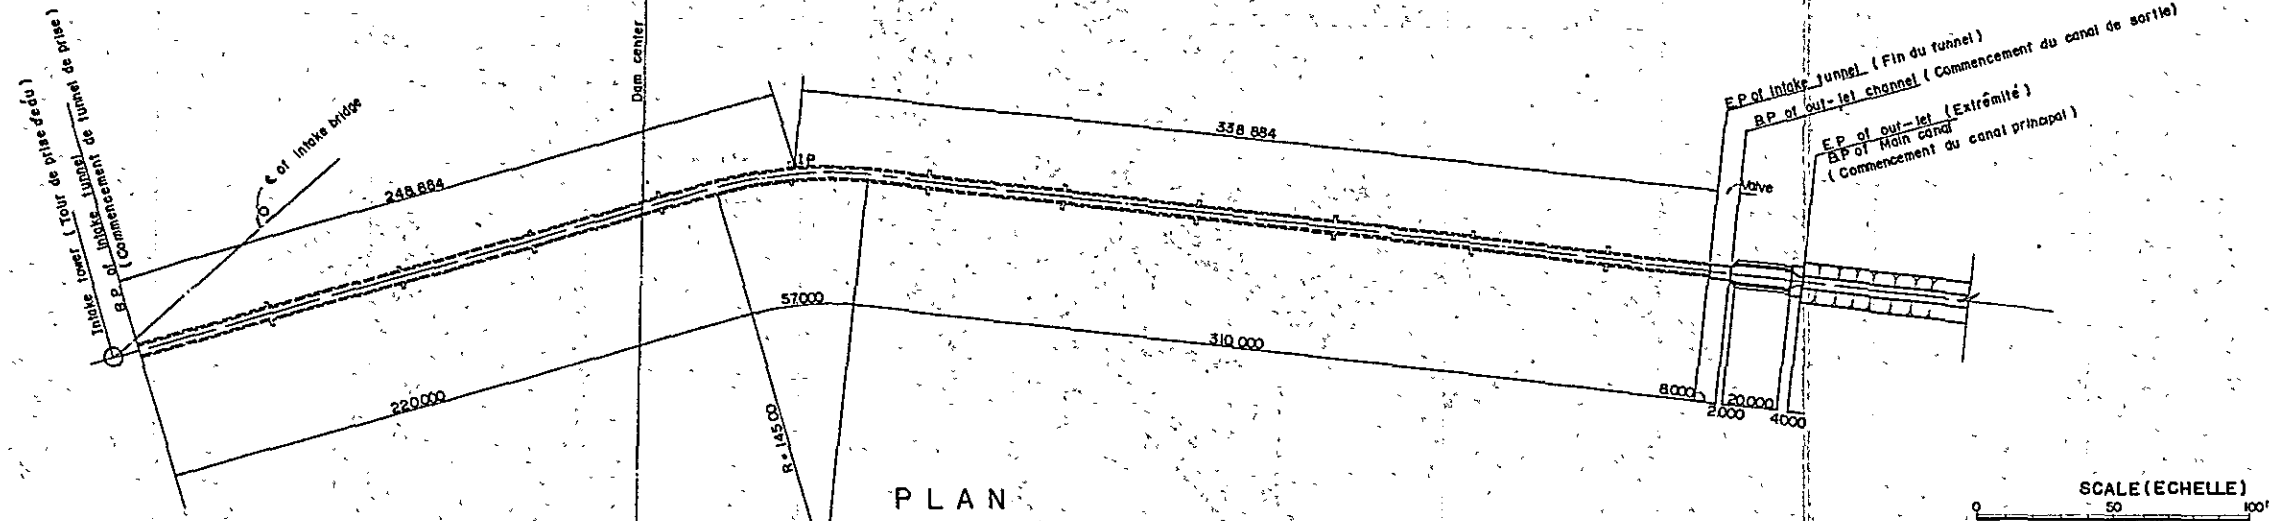 Intake tower ( Tour de prise d'eau )
B.P. of Intake tunnel
( Commencement de tunnel de prise )
℄ of Intake bridge
Dam center
248.884
I P
338 884
E.P of Intake tunnel ( Fin du tunnel )
B.P. of out-let channel ( Commencement du canal de sortie)
E.P of out-let ( Extrémité )
B.P of Main canal
( Commencement du canal principal )
Valve
57.000
220.000
310.000
8.000
2.000
20.000
4.000
R = 145.00
PLAN
SCALE(ECHELLE)
0 50 100